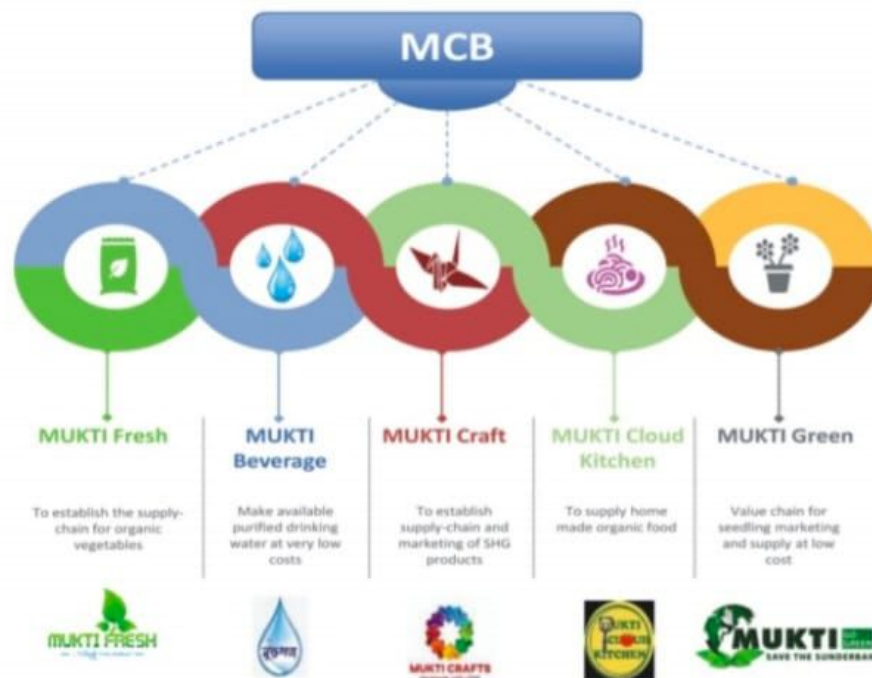 MCB
MUKTI Fresh
To establish the supply-
chain for organic
vegetables
MUKTI
Beverage
Make available
purified drinking
water at very low
costs
MUKTI Craft
To establish
supply-chain and
marketing of SHG
products
MUKTI Cloud
Kitchen
To supply home
made organic food
MUKTI Green
Value chain for
seedling marketing
and supply at low
cost
MUKTI FRESH
MUKTI CRAFTS
KITCHEN
MUKTI
GO
GREEN
SAVE THE SUNDERBAN